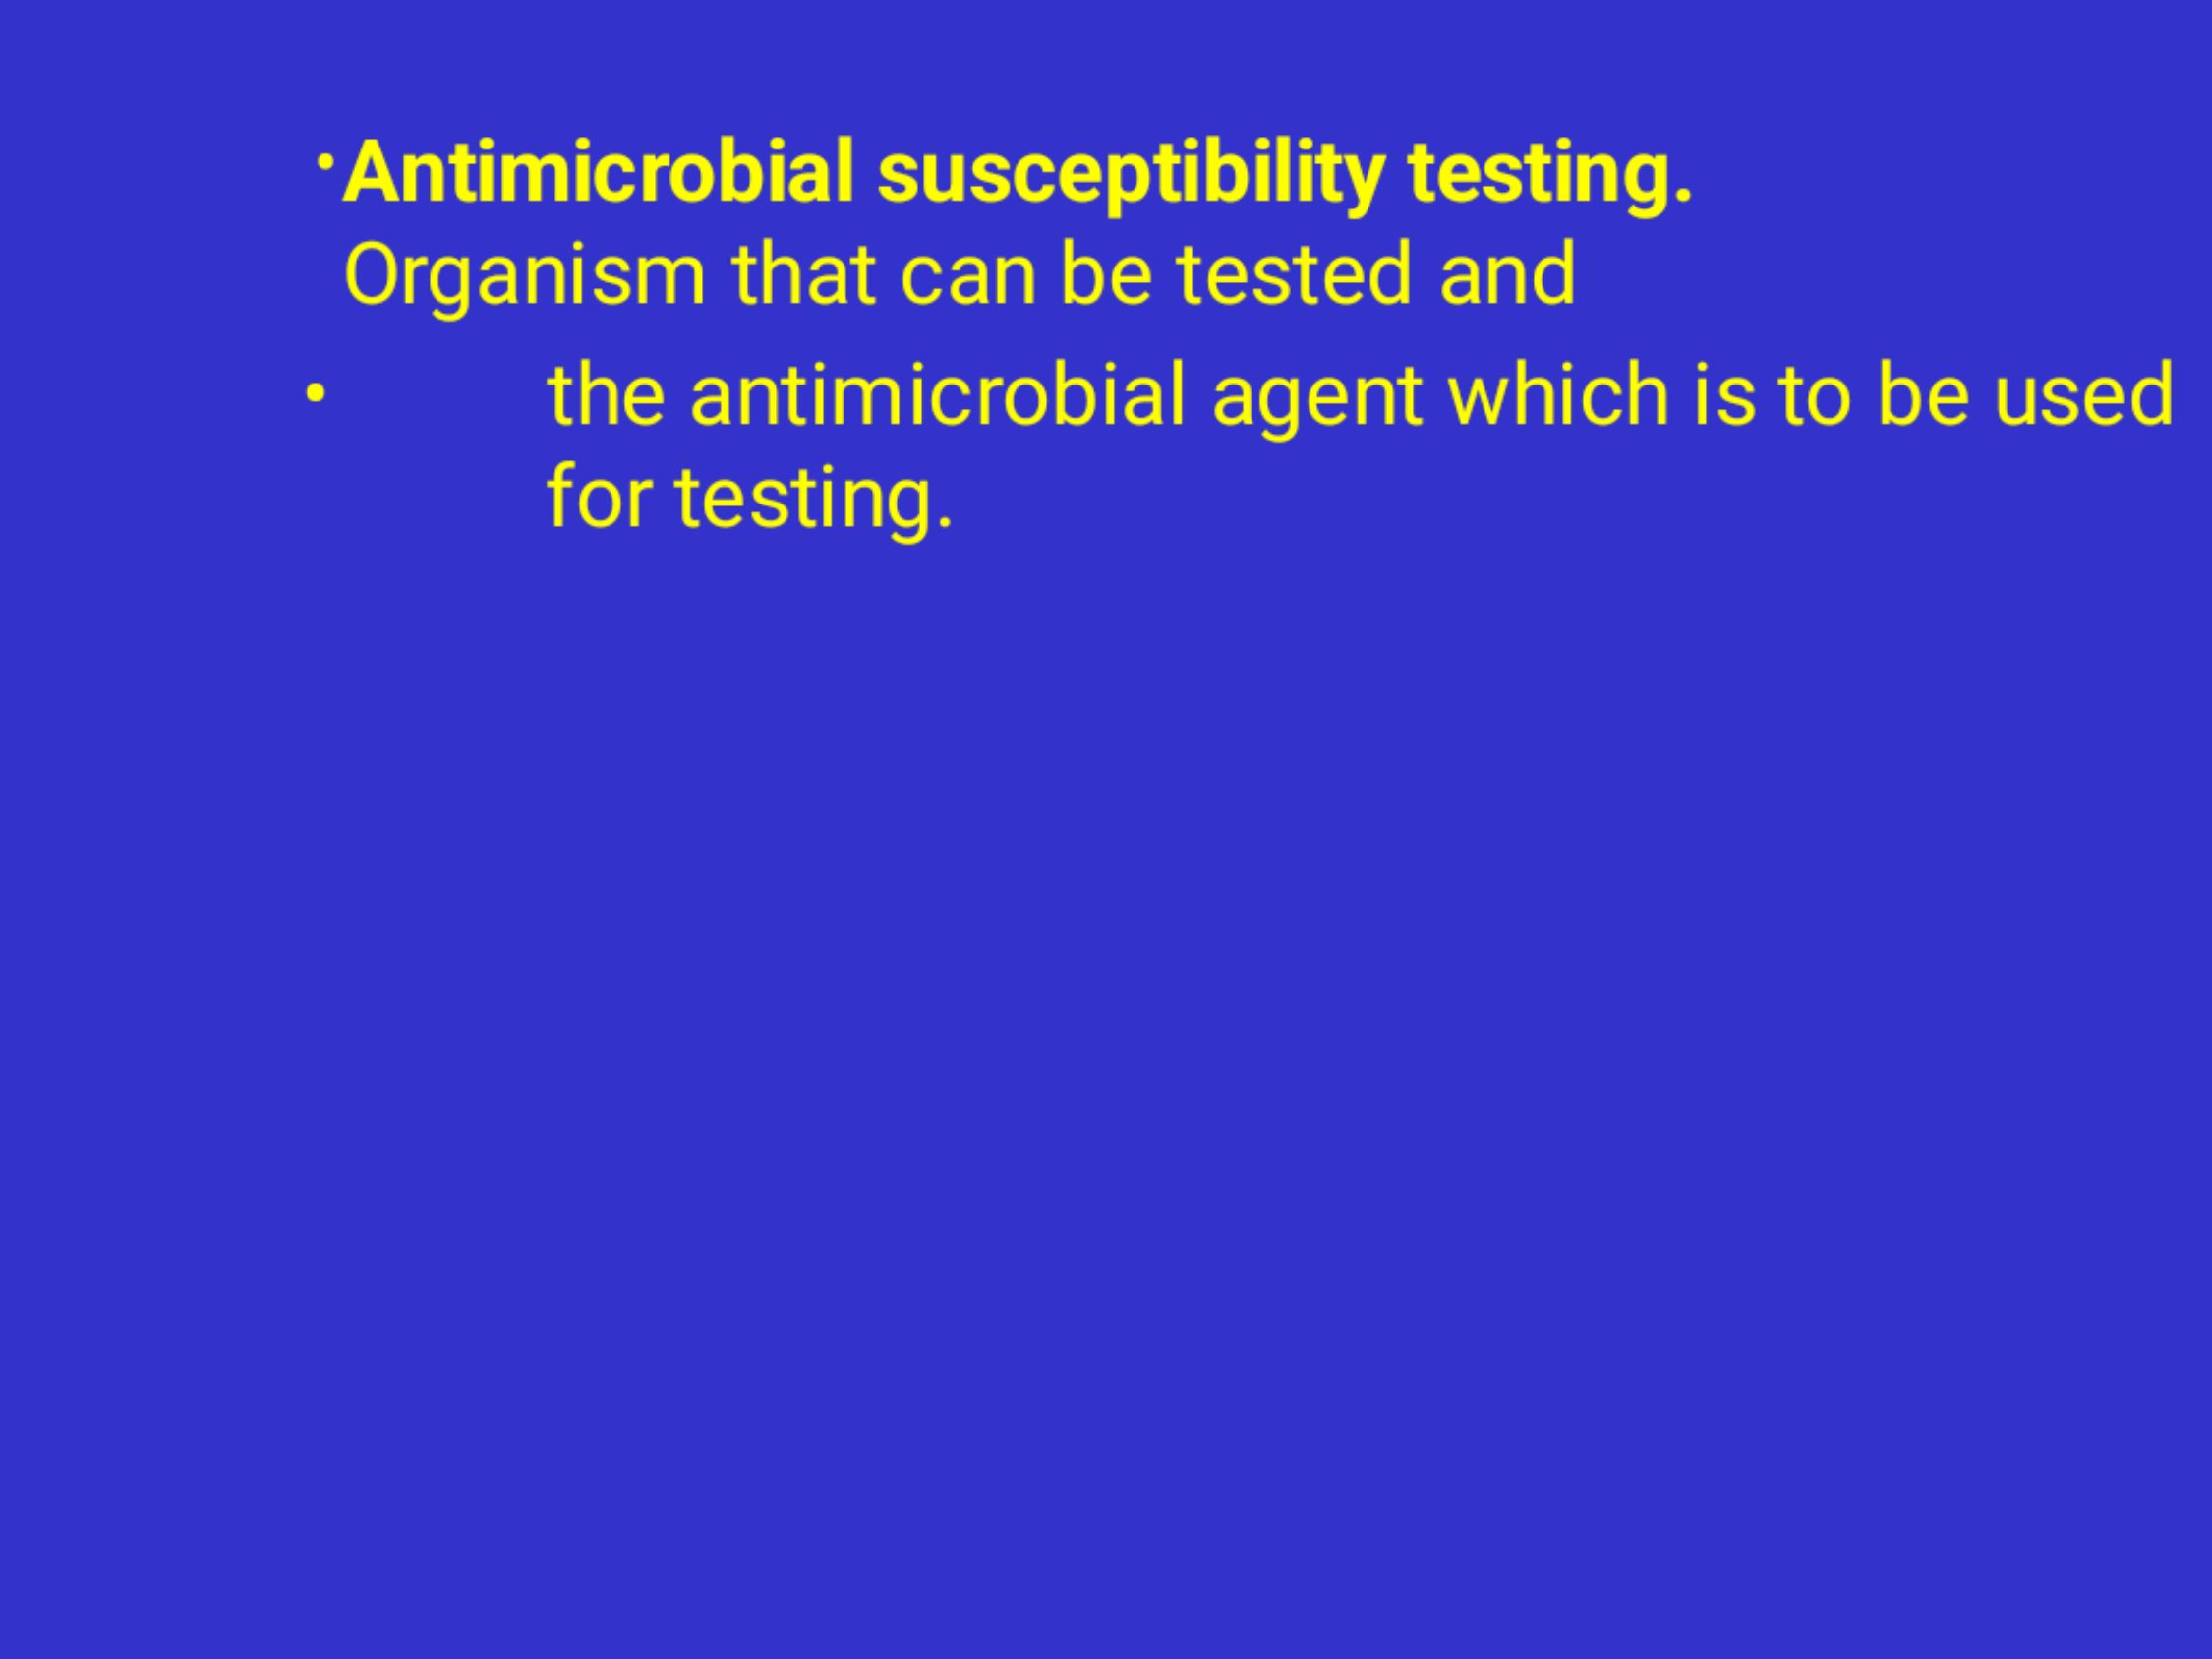 •Antimicrobial susceptibility testing.
Organism that can be tested and
• the antimicrobial agent which is to be used
for testing.